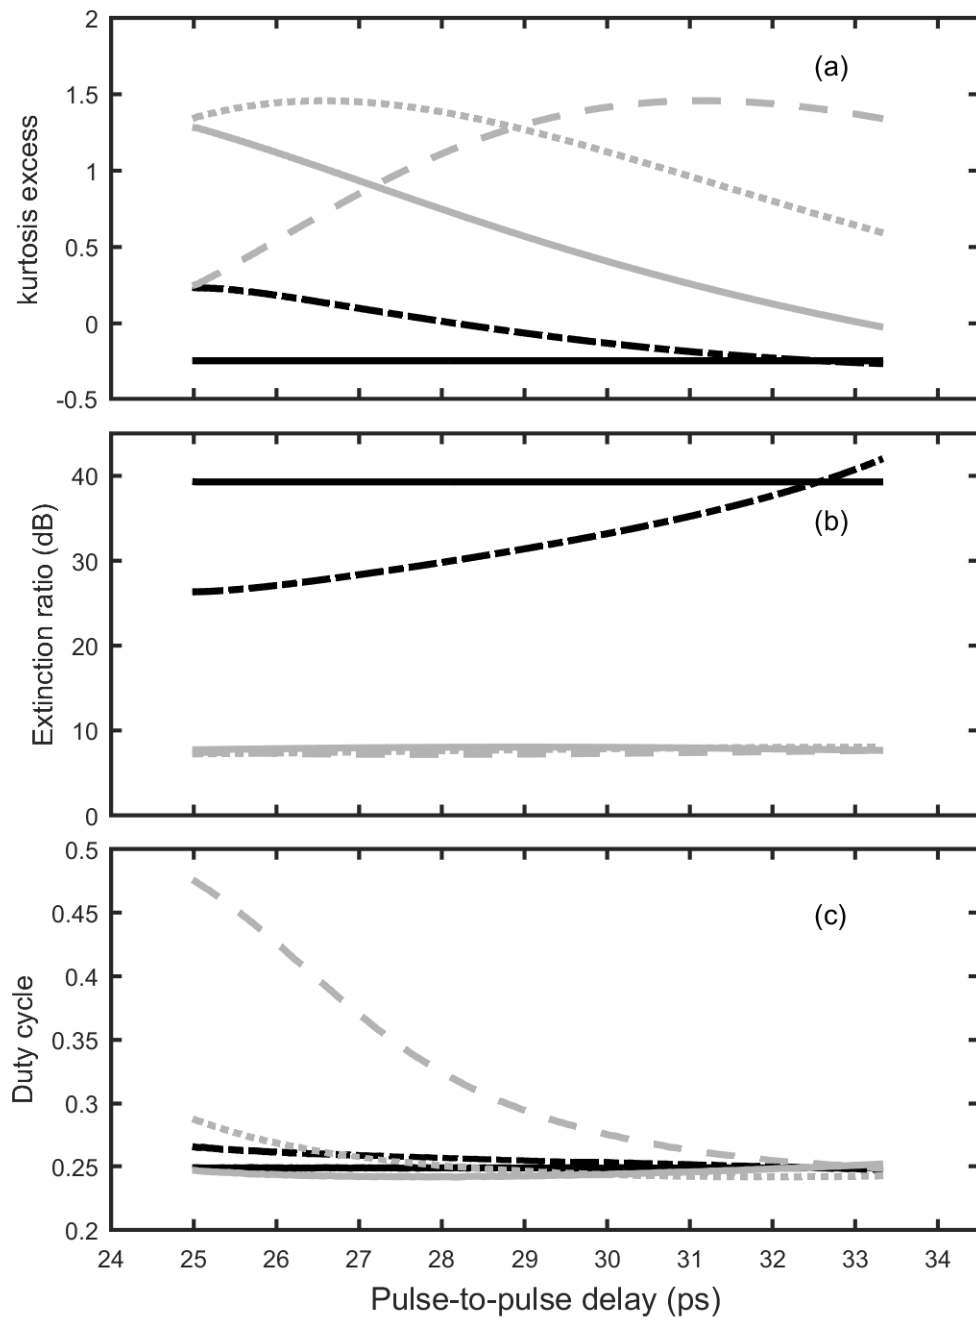 2
1.5
1
0.5
0
-0.5
kurtosis excess
(a)
40
30
20
10
0
Extinction ratio (dB)
(b)
0.5
0.45
0.4
0.35
0.3
0.25
0.2
Duty cycle
(c)
24 25 26 27 28 29 30 31 32 33 34
Pulse-to-pulse delay (ps)